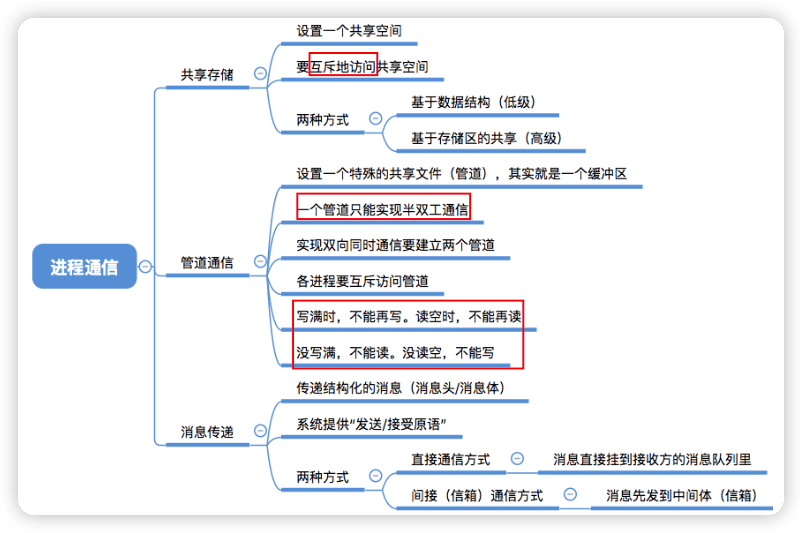 设置一个共享空间
共享存储
要互斥地访问共享空间
两种方式
基于数据结构（低级）
基于存储区的共享（高级）
进程通信
管道通信
设置一个特殊的共享文件（管道），其实就是一个缓冲区
一个管道只能实现半双工通信
实现双向同时通信要建立两个管道
各进程要互斥访问管道
写满时，不能再写。读空时，不能再读
没写满，不能读。没读空，不能写
消息传递
传递结构化的消息（消息头/消息体）
系统提供“发送/接受原语”
两种方式
直接通信方式
消息直接挂到接收方的消息队列里
间接（信箱）通信方式
消息先发到中间体（信箱）